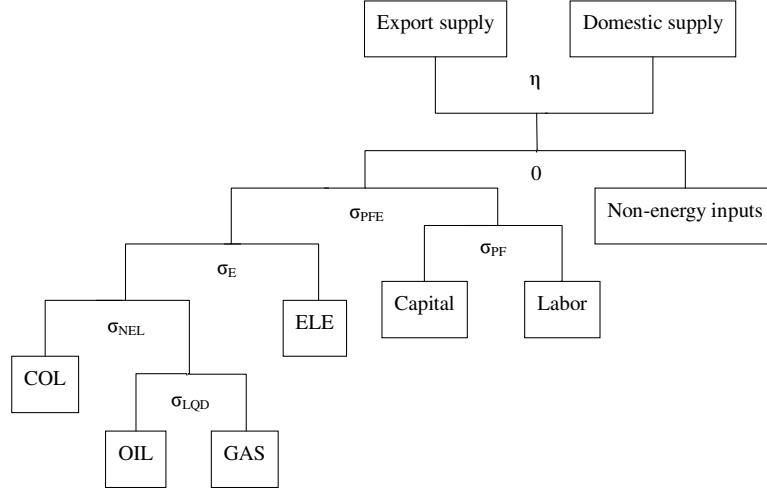 Export supply
Domestic supply
η
0
Non-energy inputs
σPFE
σPF
σE
Capital
Labor
ELE
σNEL
COL
σLQD
OIL
GAS